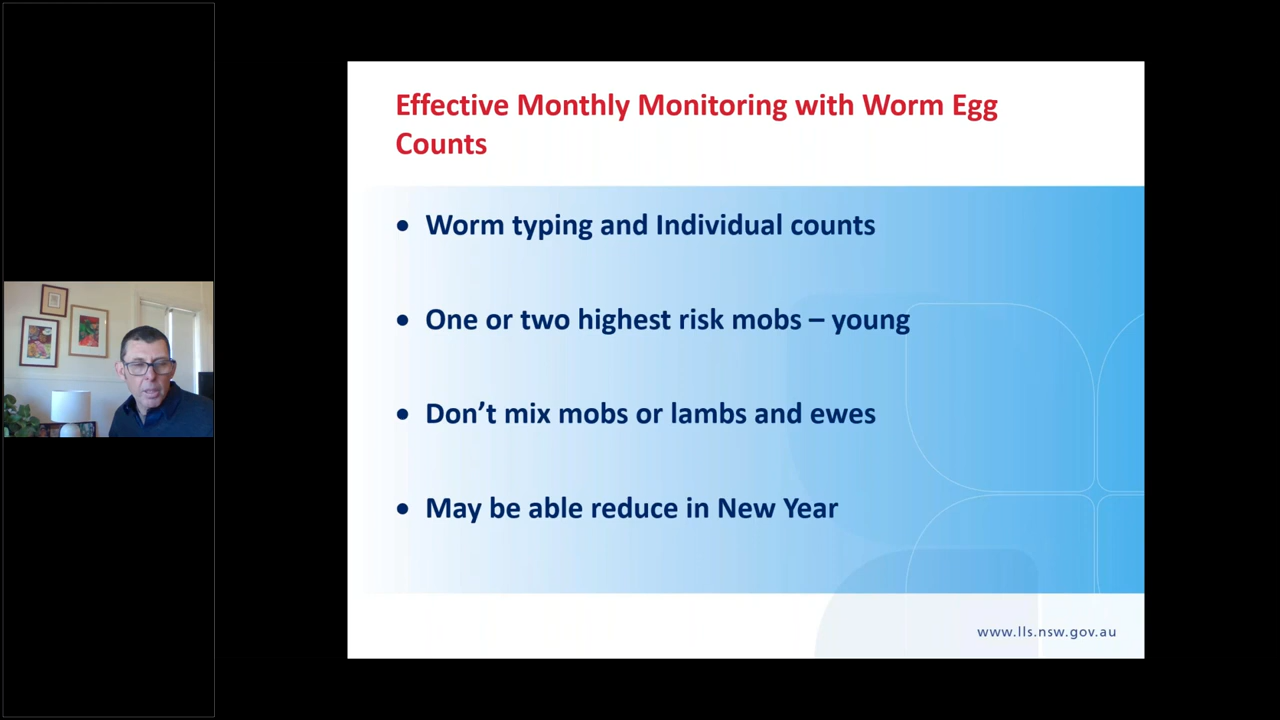 Effective Monthly Monitoring with Worm Egg
Counts
• Worm typing and Individual counts
• One or two highest risk mobs – young
• Don’t mix mobs or lambs and ewes
• May be able reduce in New Year
www.lls.nsw.gov.au